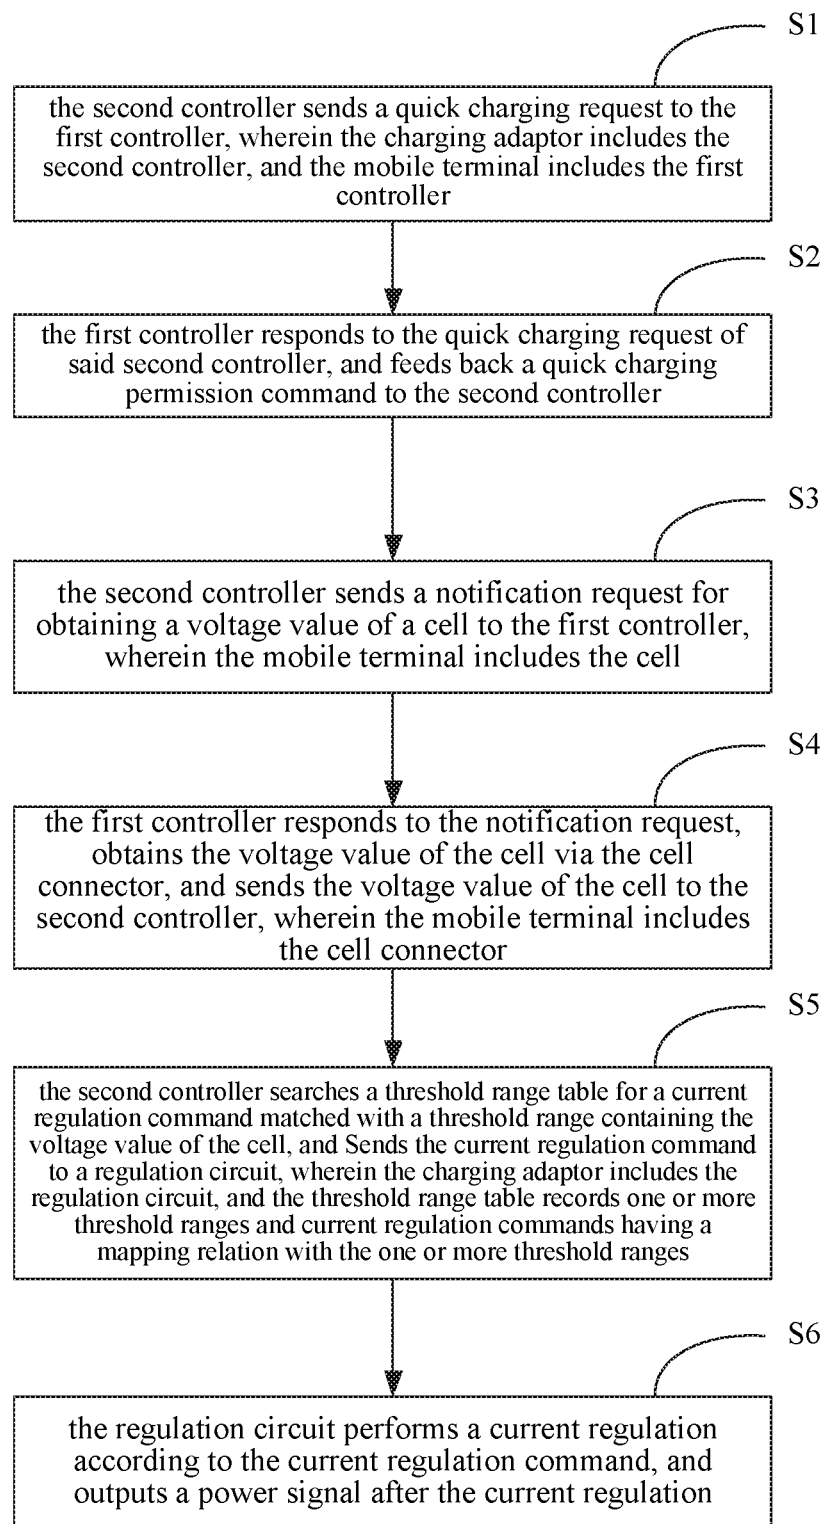 S1
the second controller sends a quick charging request to the
first controller, wherein the charging adaptor includes the
second controller, and the mobile terminal includes the first
controller
S2
the first controller responds to the quick charging request of
said second controller, and feeds back a quick charging
permission command to the second controller
S3
the second controller sends a notification request for
obtaining a voltage value of a cell to the first controller,
wherein the mobile terminal includes the cell
S4
the first controller responds to the notification request,
obtains the voltage value of the cell via the cell
connector, and sends the voltage value of the cell to the
second controller, wherein the mobile terminal includes
the cell connector
S5
the second controller searches a threshold range table for a current
regulation command matched with a threshold range containing the
voltage value of the cell, and Sends the current regulation command
to a regulation circuit, wherein the charging adaptor includes the
regulation circuit, and the threshold range table records one or more
threshold ranges and current regulation commands having a
mapping relation with the one or more threshold ranges
S6
the regulation circuit performs a current regulation
according to the current regulation command, and
outputs a power signal after the current regulation